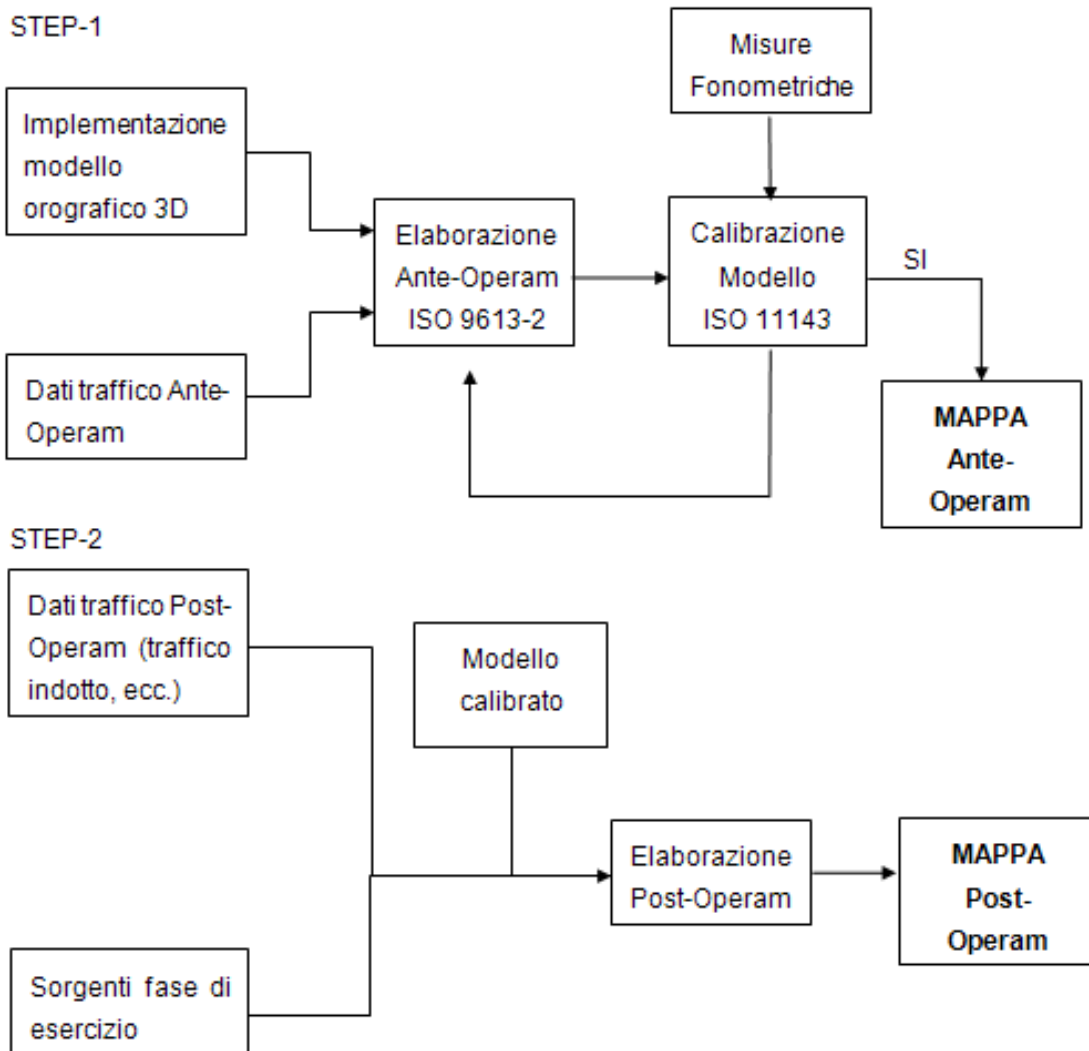 STEP-1
Misure
Fonometriche
Implementazione
modello
orografico 3D
Elaborazione
Ante-Operam
ISO 9613-2
Calibrazione
Modello
ISO 11143
SI
Dati traffico Ante-
Operam
MAPPA
Ante-
Operam
STEP-2
Dati traffico Post-
Operam (traffico
indotto, ecc.)
Modello
calibrato
Elaborazione
Post-Operam
MAPPA
Post-
Operam
Sorgenti fase di
esercizio